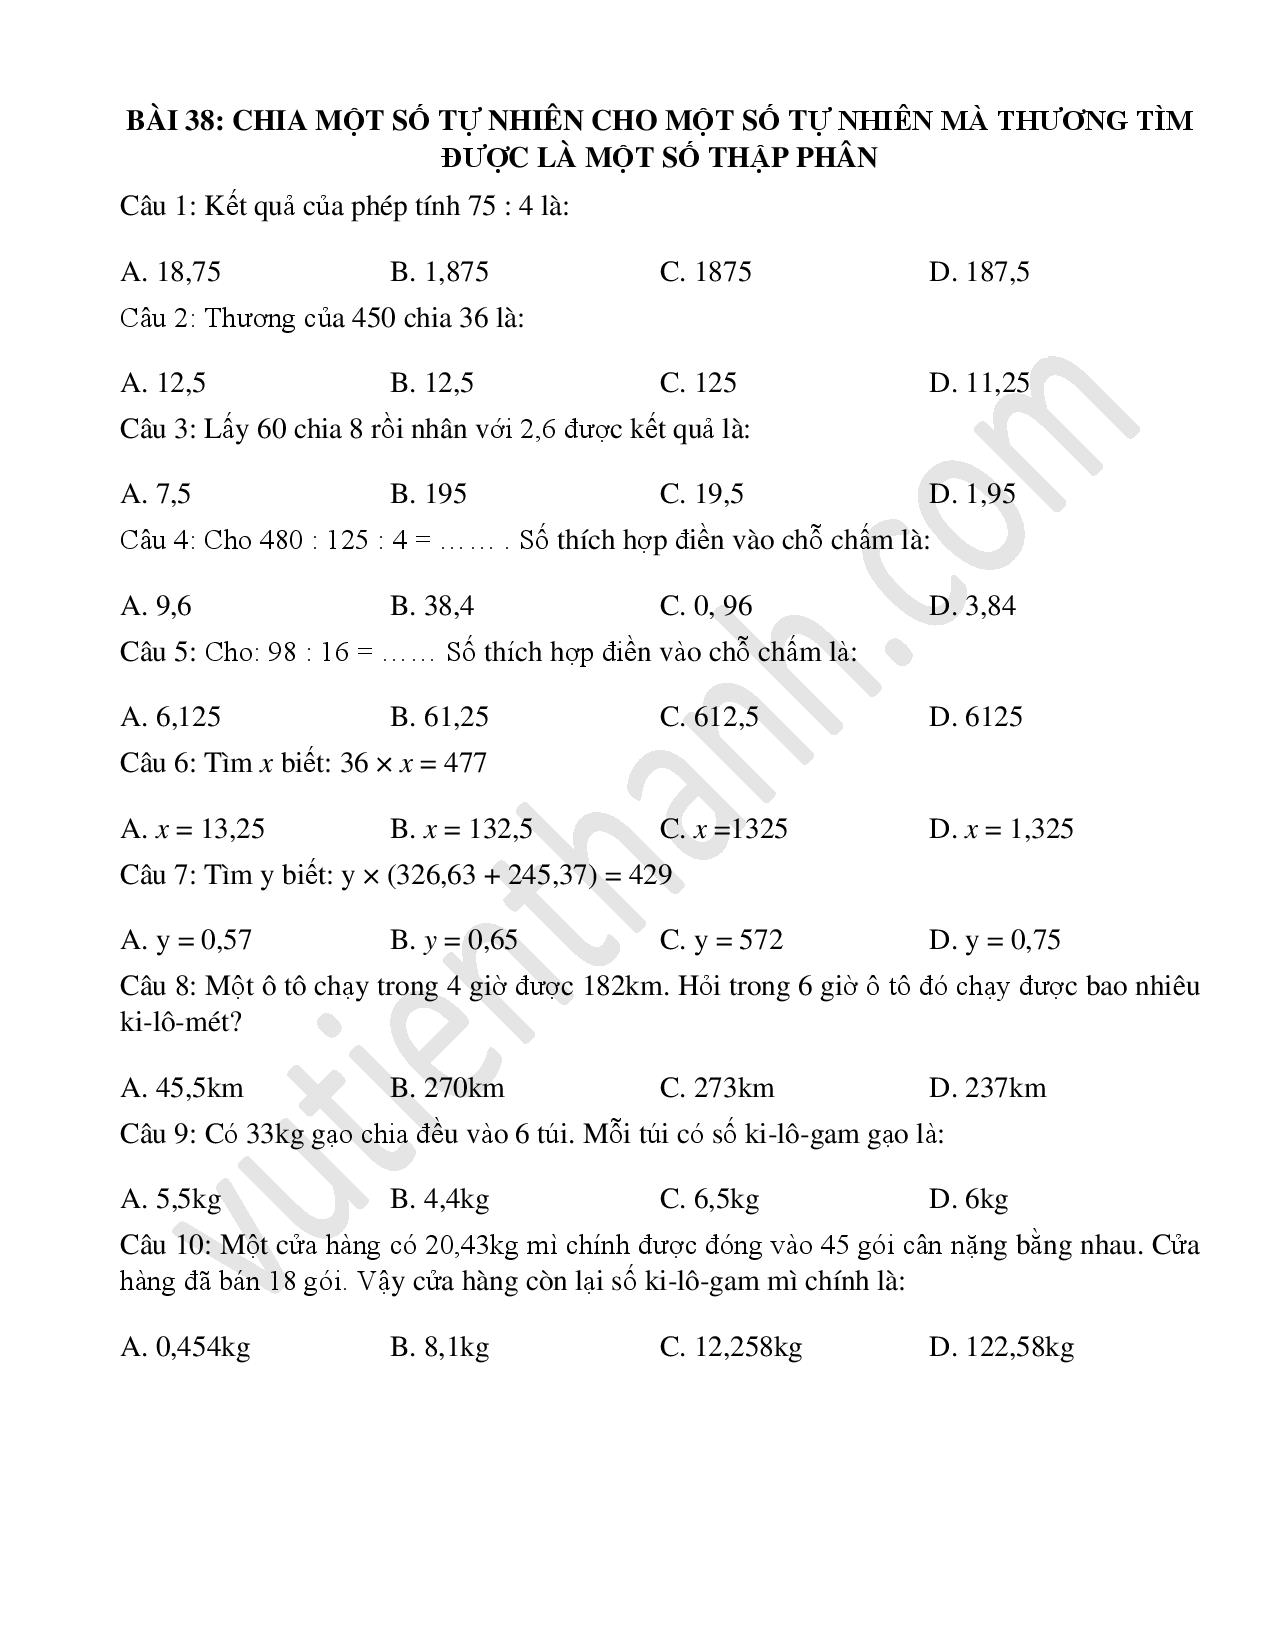 BÀI 38: CHIA MỘT SỐ TỰ NHIÊN CHO MỘT SỐ TỰ NHIÊN MÀ THƯƠNG TÌM
ĐƯỢC LÀ MỘT SỐ THẬP PHÂN
Câu 1: Kết quả của phép tính 75 : 4 là:
A. 18,75 B. 1,875 C. 1875 D. 187,5
Câu 2: Thương của 450 chia 36 là:
A. 12,5 B. 12,5 C. 125 D. 11,25
Câu 3: Lấy 60 chia 8 rồi nhân với 2,6 được kết quả là:
A. 7,5 B. 195 C. 19,5 D. 1,95
Câu 4: Cho 480 : 125 : 4 = …… . Số thích hợp điền vào chỗ chấm là:
A. 9,6 B. 38,4 C. 0, 96 D. 3,84
Câu 5: Cho: 98 : 16 = …… Số thích hợp điền vào chỗ chấm là:
A. 6,125 B. 61,25 C. 612,5 D. 6125
Câu 6: Tìm x biết: 36 × x = 477
A. x = 13,25 B. x = 132,5 C. x =1325 D. x = 1,325
Câu 7: Tìm y biết: y × (326,63 + 245,37) = 429
A. y = 0,57 B. y = 0,65 C. y = 572 D. y = 0,75
Câu 8: Một ô tô chạy trong 4 giờ được 182km. Hỏi trong 6 giờ ô tô đó chạy được bao nhiêu
ki-lô-mét?
A. 45,5km B. 270km C. 273km D. 237km
Câu 9: Có 33kg gạo chia đều vào 6 túi. Mỗi túi có số ki-lô-gam gạo là:
A. 5,5kg B. 4,4kg C. 6,5kg D. 6kg
Câu 10: Một cửa hàng có 20,43kg mì chính được đóng vào 45 gói cân nặng bằng nhau. Cửa
hàng đã bán 18 gói. Vậy cửa hàng còn lại số ki-lô-gam mì chính là:
A. 0,454kg B. 8,1kg C. 12,258kg D. 122,58kg
vutienthanh.com